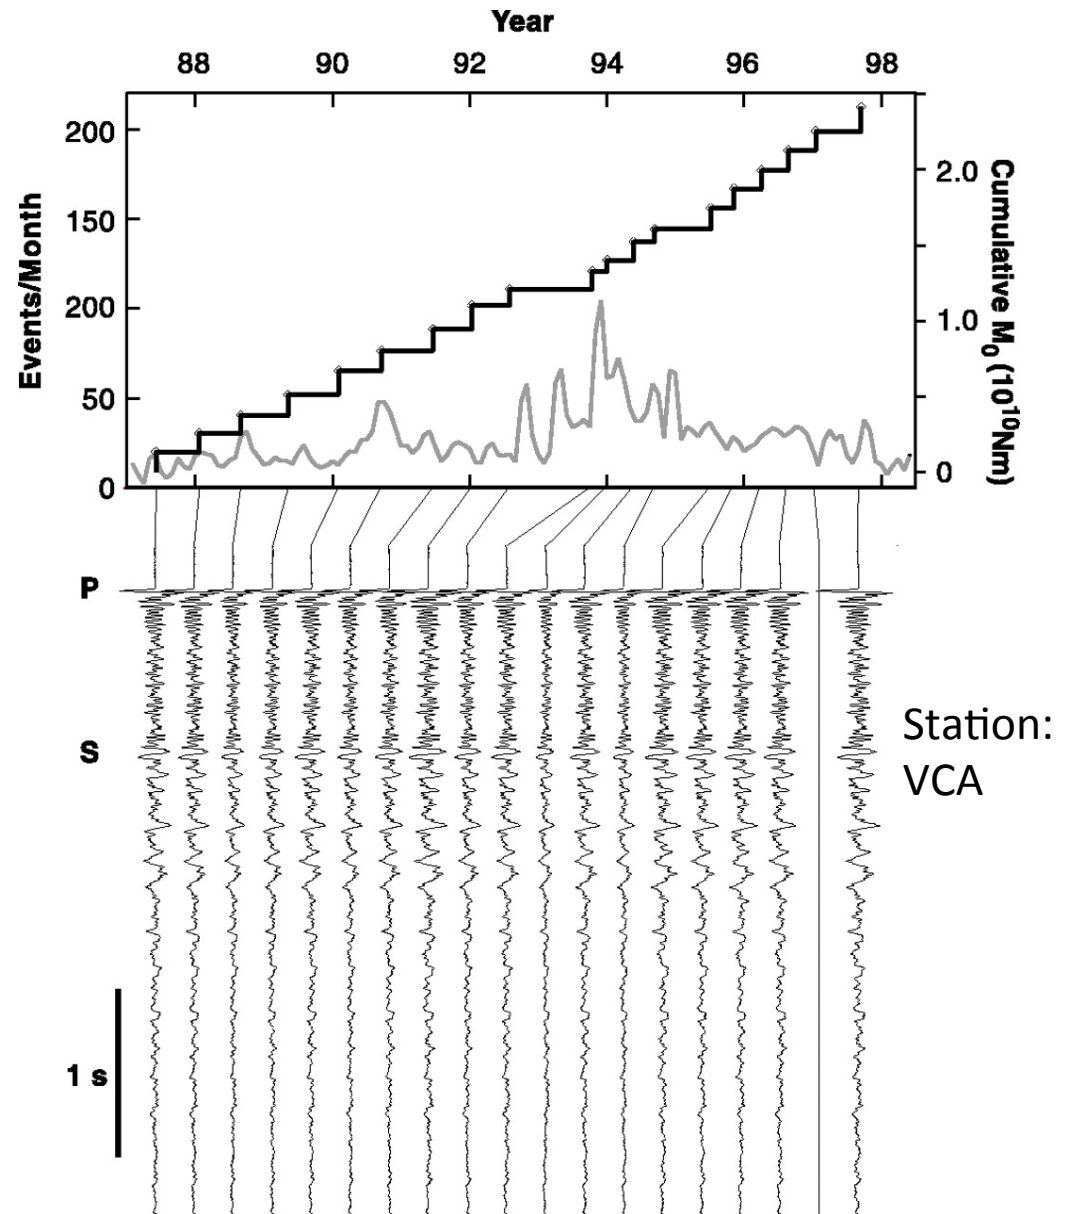 Year
88 90 92 94 96 98
200
150
200
50
0
Events/Month
2.0
1.0
0
Cumulative M0 (10^10Nm)
P
S
Station:
VCA
1 s